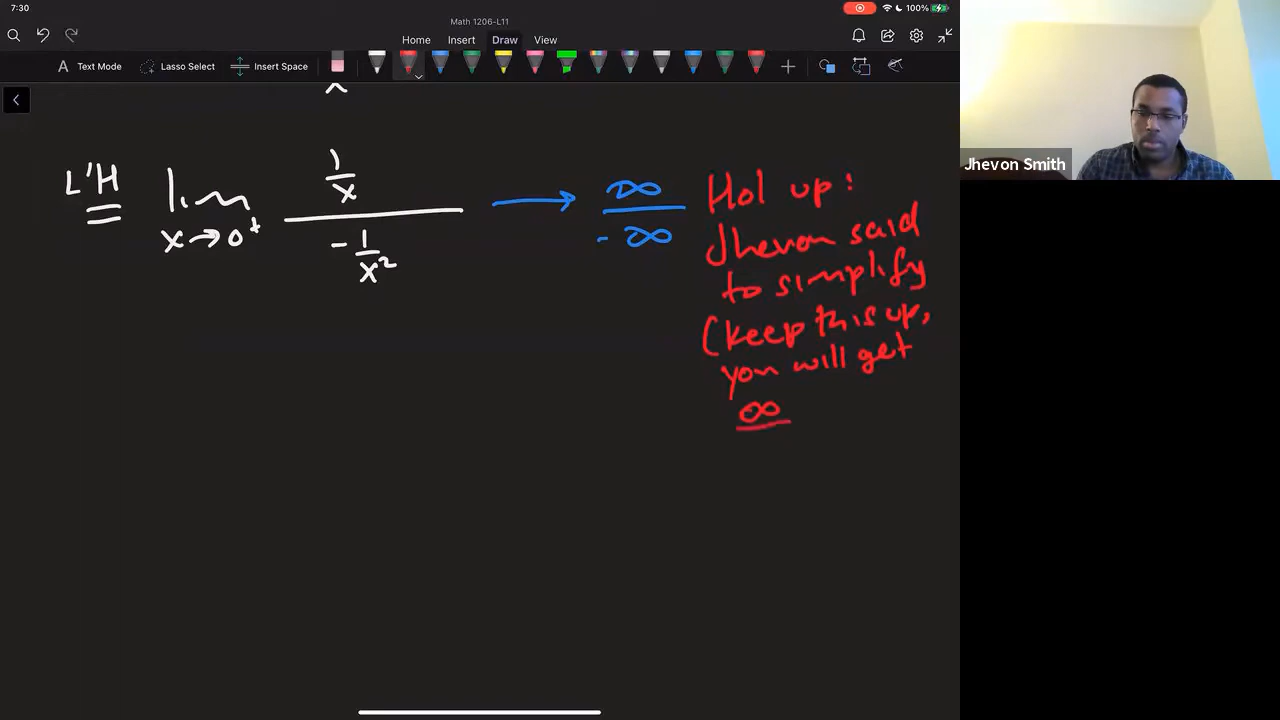 7:30
100%
Math 1206-L11
Home Insert Draw View
Text Mode Lasso Select Insert Space
L'H lim x→0⁺ (1/x)/(-1/x²) → ∞/-∞
Hol up:
Jhevon said
to simplify
(keep this up,
you will get
∞
Jhevon Smith